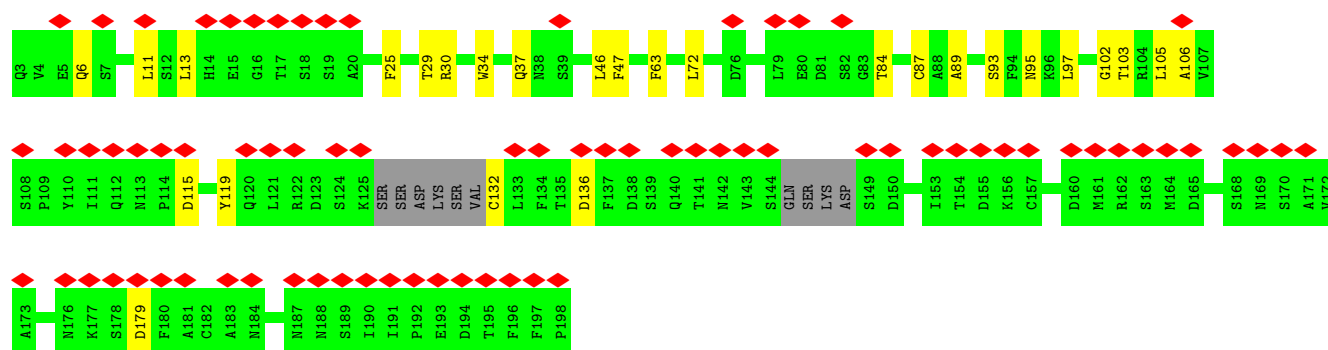 Q3 V4 E5 Q6 S7 L11 S12 L13 H14 E15 G16 T17 S18 S19 A20 F25 T29 R30 W34 Q37 N38 S39 L46 F47 F63 L72 D76 L79 E80 D81 S82 G83 T84 C87 A88 A89 S93 F94 N95 K96 L97 G102 T103 R104 L105 A106 V107
S108 P109 Y110 I111 Q112 N113 P114 D115 Y119 Q120 L121 R122 D123 S124 K125 SER SER ASP LYS SER VAL C132 L133 F134 T135 D136 F137 D138 S139 Q140 T141 N142 V143 S144 GLN SER LYS ASP S149 D150 I153 T154 D155 K156 C157 D160 M161 R162 S163 M164 D165 S168 N169 S170 A171 V172
A173 N176 K177 S178 D179 F180 A181 C182 A183 N184 N187 N188 S189 I190 I191 P192 E193 D194 T195 F196 F197 P198